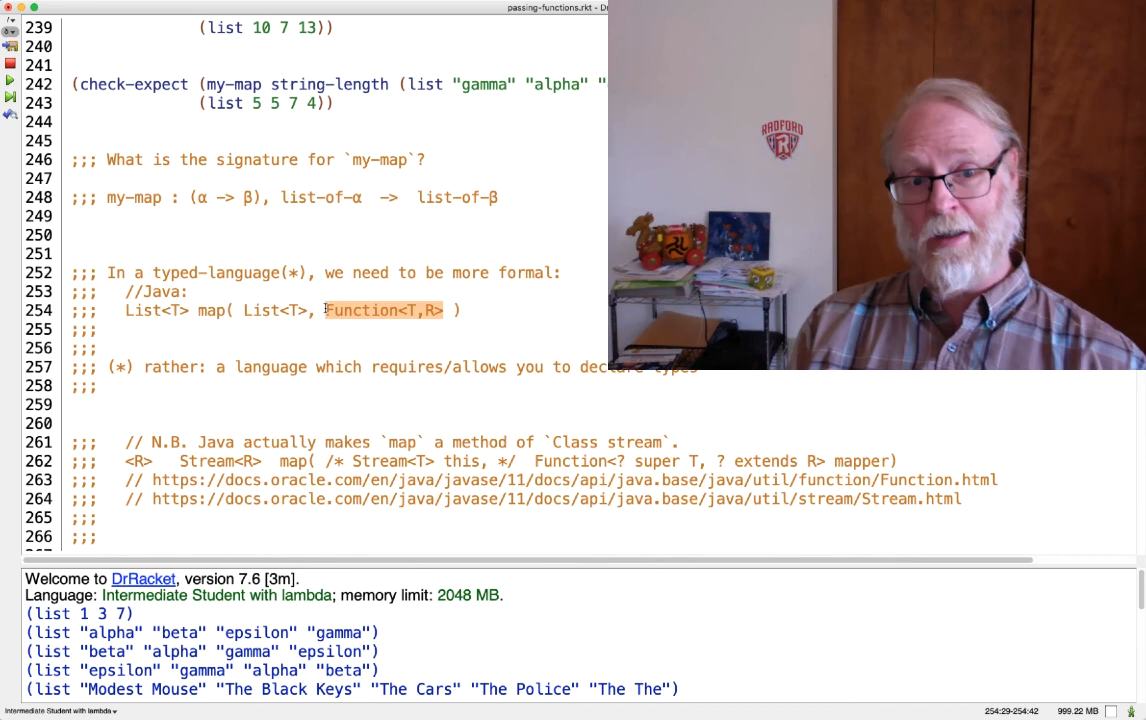 passing-functions.rkt - D
239 (list 10 7 13))
240
241
242 (check-expect (my-map string-length (list "gamma" "alpha" "
243 (list 5 5 7 4))
244
245
246 ;;; What is the signature for `my-map`?
247
248 ;;; my-map : (α -> β), list-of-α -> list-of-β
249
250
251
252 ;;; In a typed-language(*), we need to be more formal:
253 ;;; //Java:
254 ;;; List<T> map( List<T>, Function<T,R> )
255 ;;;
256 ;;;
257 ;;; (*) rather: a language which requires/allows you to declare types
258 ;;;
259
260
261 ;;; // N.B. Java actually makes `map` a method of `Class stream`.
262 ;;; <R> Stream<R> map( /* Stream<T> this, */ Function<? super T, ? extends R> mapper)
263 ;;; // https://docs.oracle.com/en/java/javase/11/docs/api/java.base/java/util/function/Function.html
264 ;;; // https://docs.oracle.com/en/java/javase/11/docs/api/java.base/java/util/stream/Stream.html
265 ;;;
266 ;;;
RADFORD
R
Welcome to DrRacket, version 7.6 [3m].
Language: Intermediate Student with lambda; memory limit: 2048 MB.
(list 1 3 7)
(list "alpha" "beta" "epsilon" "gamma")
(list "beta" "alpha" "gamma" "epsilon")
(list "epsilon" "gamma" "alpha" "beta")
(list "Modest Mouse" "The Black Keys" "The Cars" "The Police" "The The")
Intermediate Student with lambda
254:29-254:42 999.22 MB